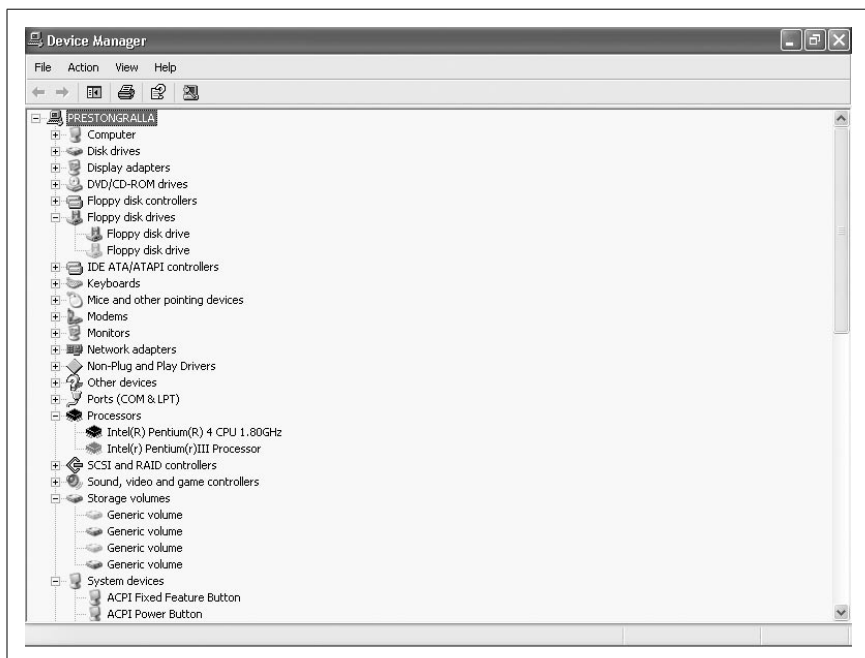 Device Manager
File Action View Help
PRESTONGRALLA
Computer
Disk drives
Display adapters
DVD/CD-ROM drives
Floppy disk controllers
Floppy disk drives
Floppy disk drive
Floppy disk drive
IDE ATA/ATAPI controllers
Keyboards
Mice and other pointing devices
Modems
Monitors
Network adapters
Non-Plug and Play Drivers
Other devices
Ports (COM & LPT)
Processors
Intel(R) Pentium(R) 4 CPU 1.80GHz
Intel(r) Pentium(r)III Processor
SCSI and RAID controllers
Sound, video and game controllers
Storage volumes
Generic volume
Generic volume
Generic volume
Generic volume
System devices
ACPI Fixed Feature Button
ACPI Power Button